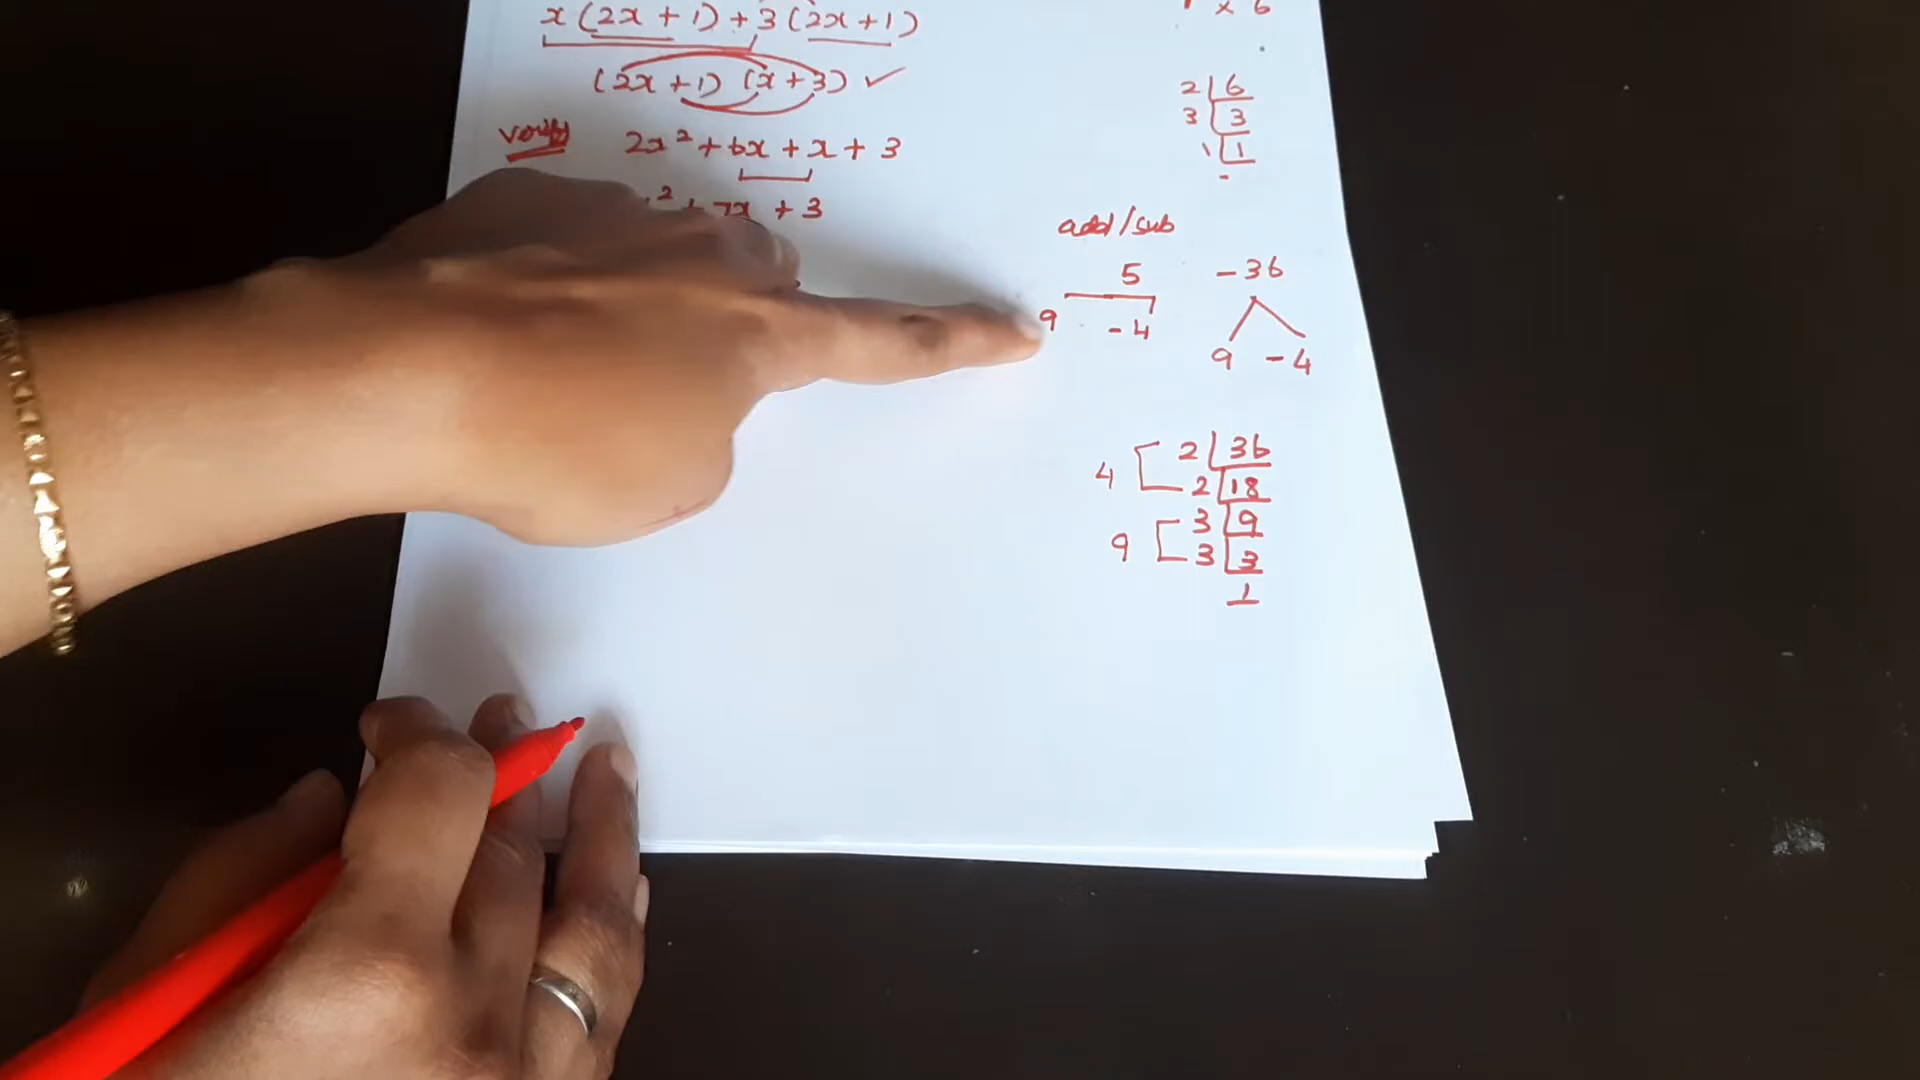 x (2x + 1) + 3 (2x + 1)
(2x + 1) (x + 3) ✓
verify 2x² + 6x + x + 3
² + 7x + 3
x 6
2 | 6
3 | 3
1 | 1
add/sub
5 -36
9 -4
9 -4
4 2 | 36
2 | 18
9 3 | 9
3 | 3
1